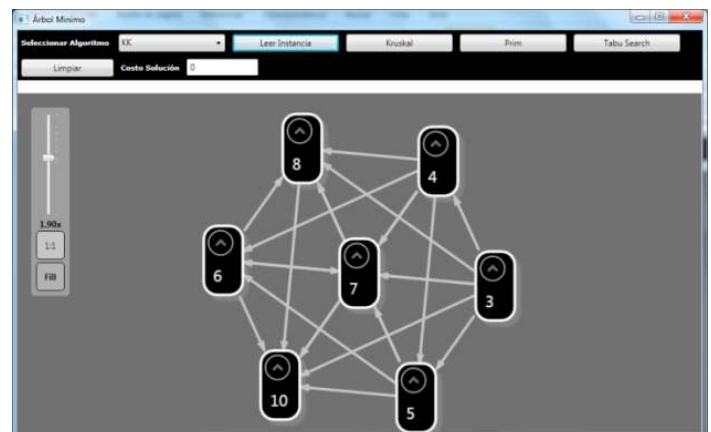 Árbol Minimo
Seleccionar Algoritmo KK Leer Instancia Kruskal Prim Tabu Search
Limpiar Costo Solución 0
8
4
1.90x
1:1
Fill
6
7
3
10
5